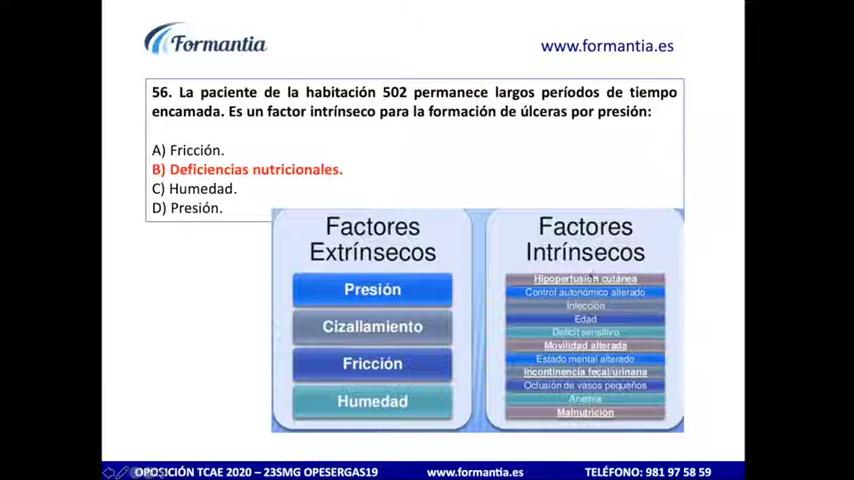 Formantia
www.formantia.es
56. La paciente de la habitación 502 permanece largos períodos de tiempo
encamada. Es un factor intrínseco para la formación de úlceras por presión:
A) Fricción.
B) Deficiencias nutricionales.
C) Humedad.
D) Presión.
Factores
Extrínsecos
Presión
Cizallamiento
Fricción
Humedad
Factores
Intrínsecos
Hipoperfusión cutánea
Control autonómico alterado
Infección
Edad
Déficit sensitivo
Movilidad alterada
Estado mental alterado
Incontinencia fecal/urinaria
Oclusión de vasos pequeños
Anemia
Malnutrición
OPOSICIÓN TCAE 2020 – 23SMG OPESERGAS19
www.formantia.es
TELÉFONO: 981 97 58 59